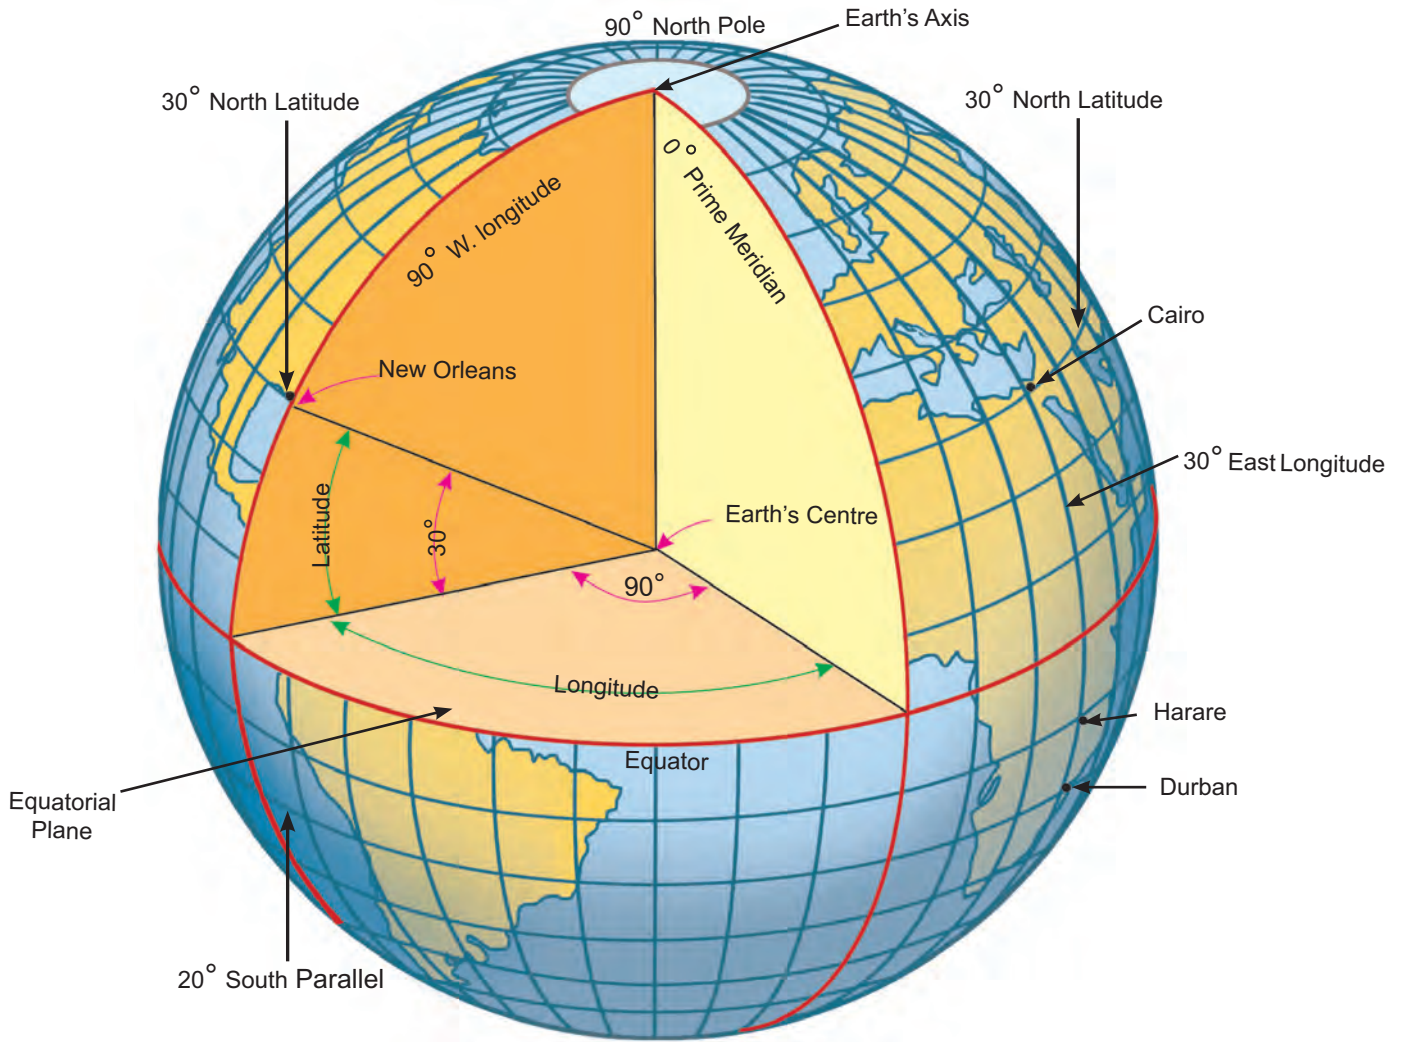 90° North Pole
Earth's Axis
30° North Latitude
30° North Latitude
0° Prime Meridian
90° W. longitude
Cairo
New Orleans
30° East Longitude
Latitude
30°
Earth's Centre
90°
Longitude
Harare
Equator
Durban
Equatorial
Plane
20° South Parallel